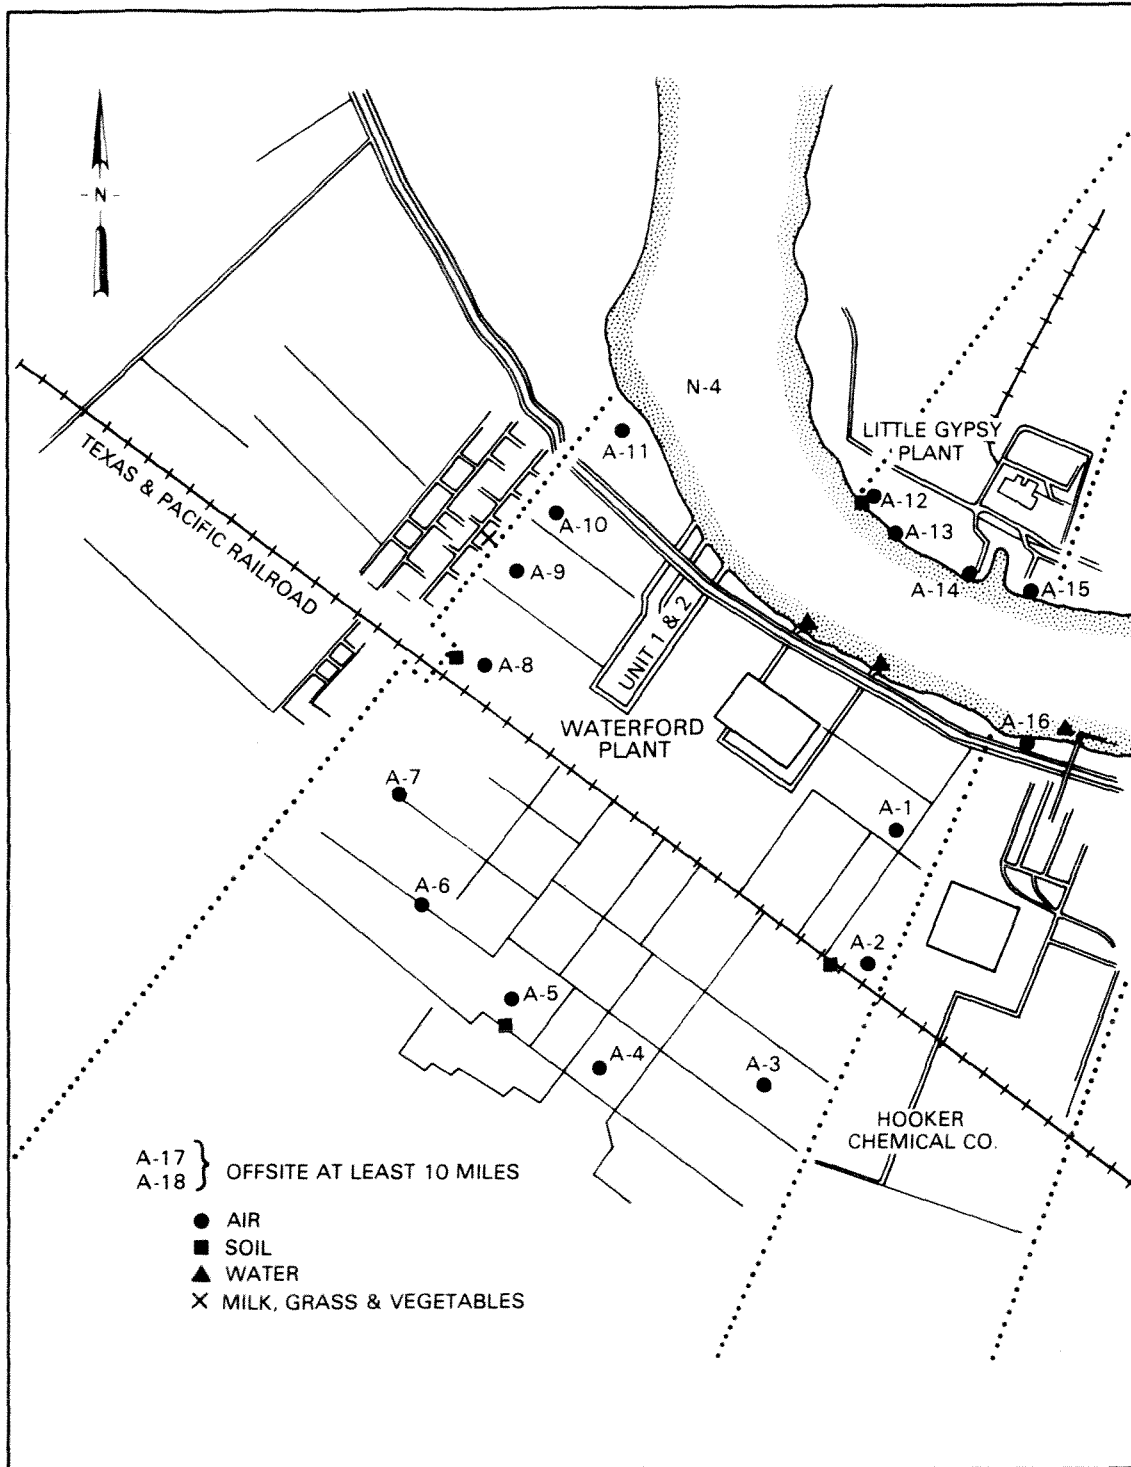 N
N-4
LITTLE GYPSY
PLANT
A-11
A-12
A-10
A-13
A-9
A-14
A-15
TEXAS & PACIFIC RAILROAD
UNIT 1 & 2
A-8
WATERFORD
PLANT
A-16
A-7
A-1
A-6
A-2
A-5
A-4
A-3
HOOKER
CHEMICAL CO.
A-17
A-18
OFFSITE AT LEAST 10 MILES
AIR
SOIL
WATER
MILK, GRASS & VEGETABLES